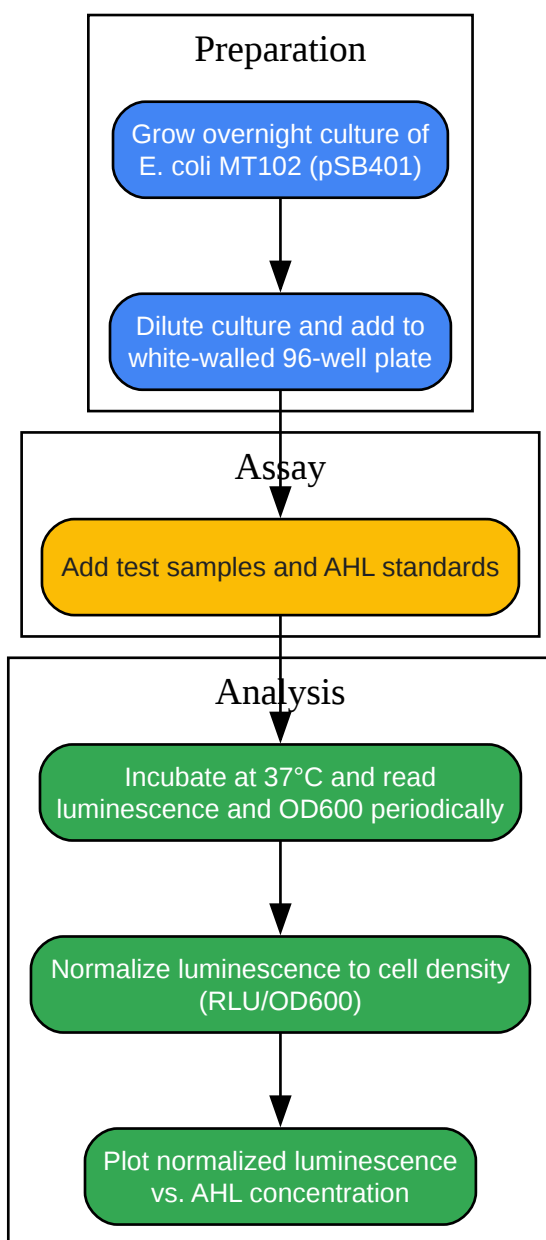 Preparation
Grow overnight culture of
E. coli MT102 (pSB401)
Dilute culture and add to
white-walled 96-well plate
Assay
Add test samples and AHL standards
Analysis
Incubate at 37°C and read
luminescence and OD600 periodically
Normalize luminescence to cell density
(RLU/OD600)
Plot normalized luminescence
vs. AHL concentration